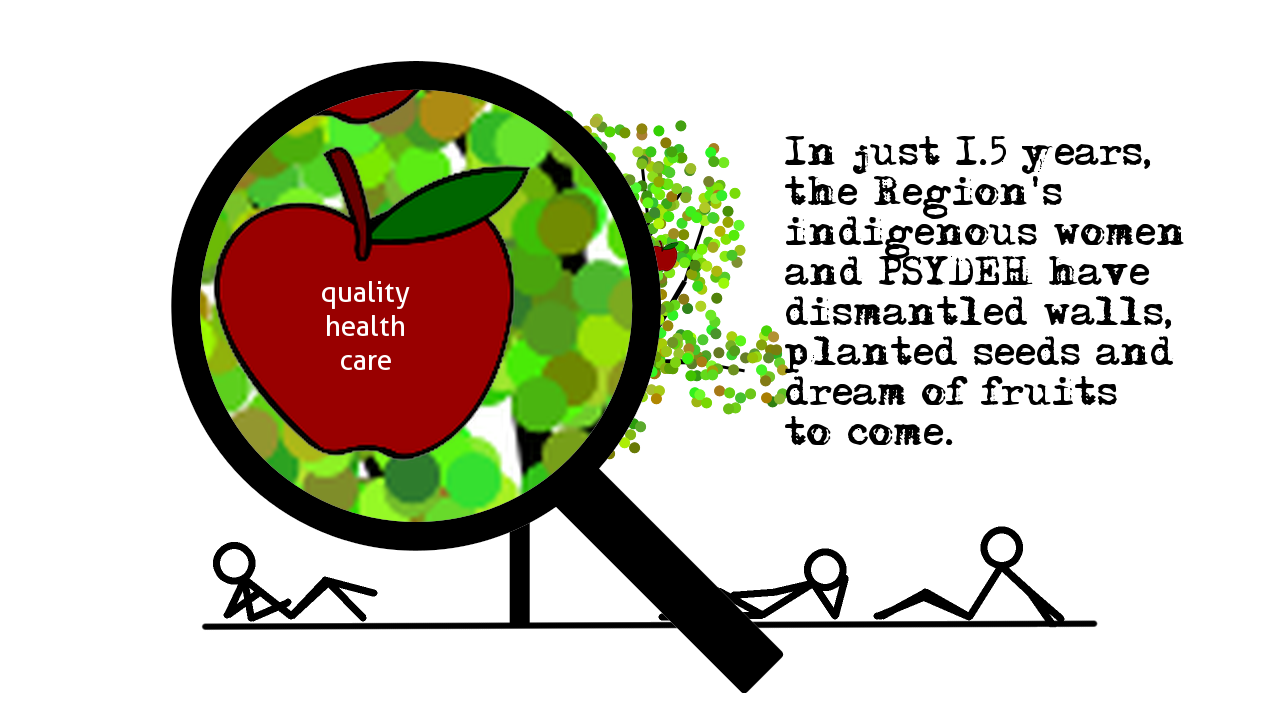 quality
health
care
In just 1.5 years,
the Region's
indigenous women
and PSYDEH have
dismantled walls,
planted seeds and
dream of fruits
to come.